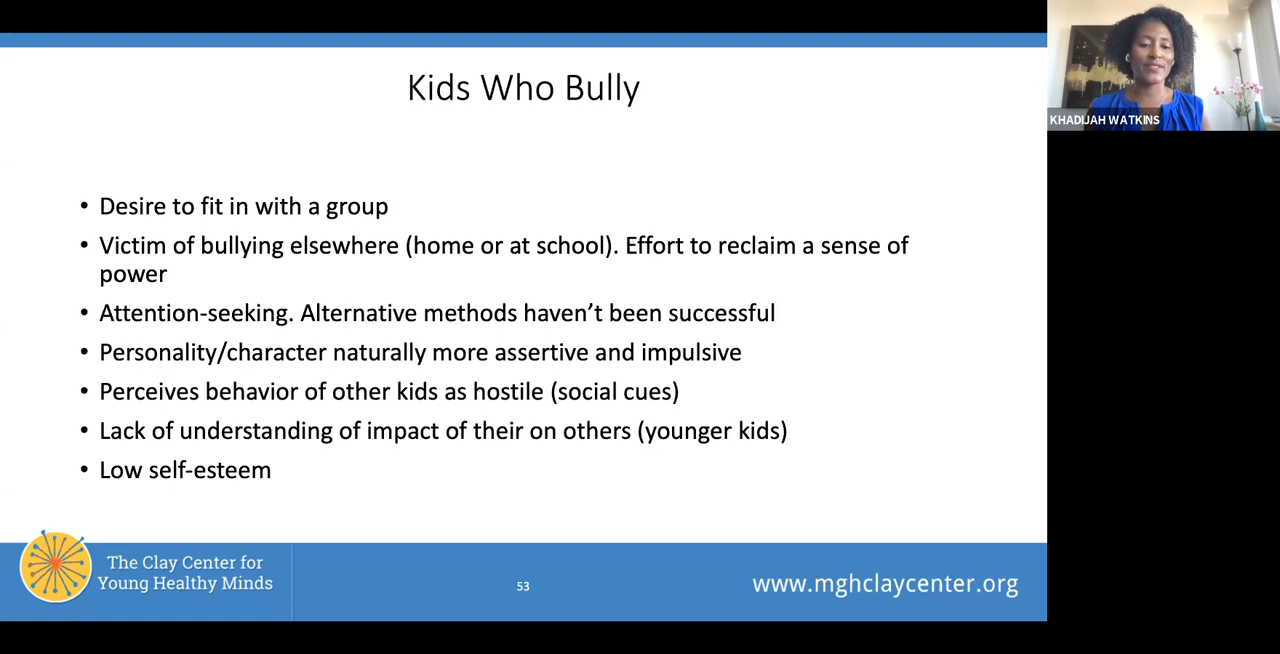 Kids Who Bully
KHADIJAH WATKINS
• Desire to fit in with a group
• Victim of bullying elsewhere (home or at school). Effort to reclaim a sense of
power
• Attention-seeking. Alternative methods haven’t been successful
• Personality/character naturally more assertive and impulsive
• Perceives behavior of other kids as hostile (social cues)
• Lack of understanding of impact of their on others (younger kids)
• Low self-esteem
The Clay Center for
Young Healthy Minds
53
www.mghclaycenter.org